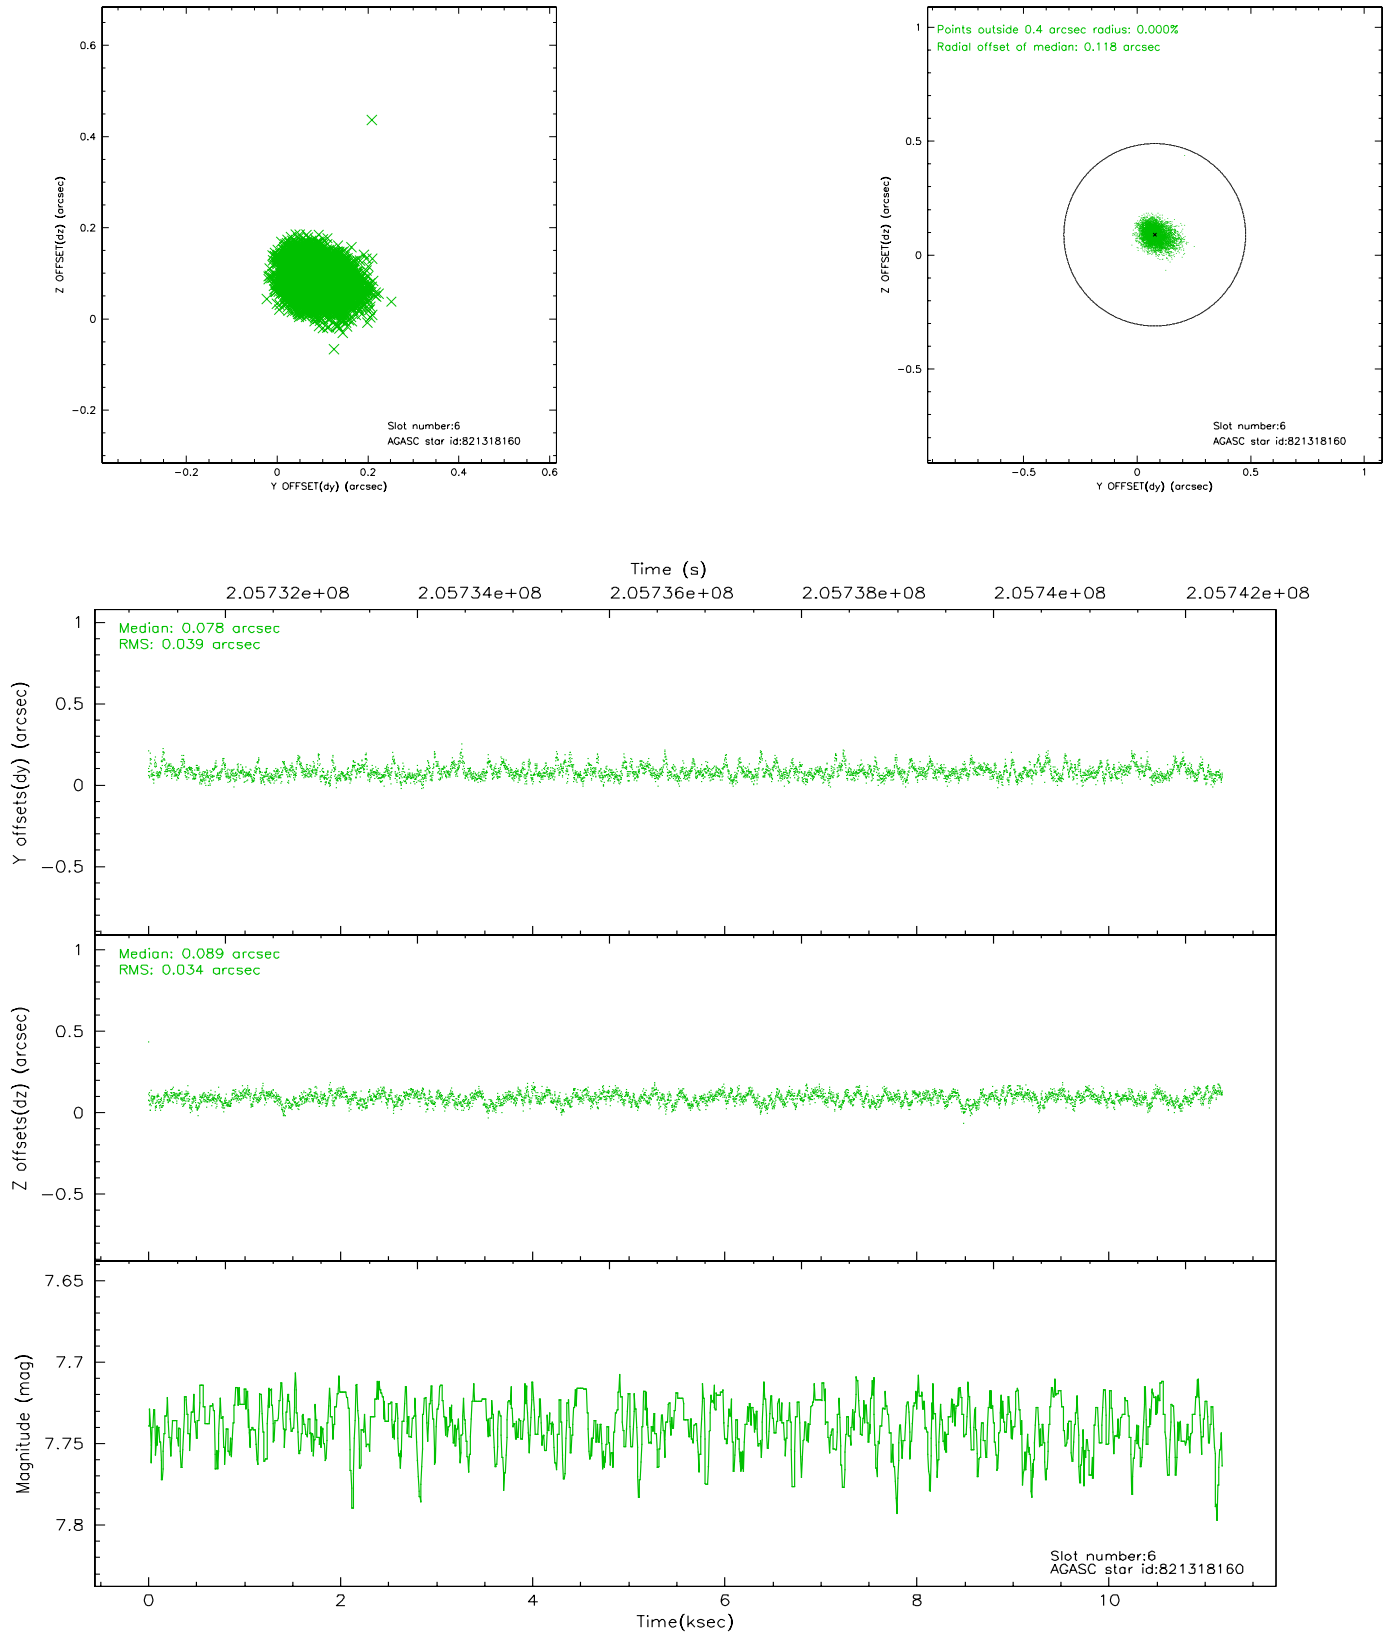 0.6
0.4
0.2
0
−0.2
Z OFFSET(dz) (arcsec)
Slot number:6
AGASC star id:821318160
−0.2 0 0.2 0.4 0.6
Y OFFSET(dy) (arcsec)
Points outside 0.4 arcsec radius: 0.000%
Radial offset of median: 0.118 arcsec
1
0.5
0
−0.5
Z OFFSET(dz) (arcsec)
Slot number:6
AGASC star id:821318160
−0.5 0 0.5 1
Y OFFSET(dy) (arcsec)
Time (s)
2.05732e+08 2.05734e+08 2.05736e+08 2.05738e+08 2.0574e+08 2.05742e+08
Median: 0.078 arcsec
RMS: 0.039 arcsec
1
0.5
0
−0.5
Y offsets(dy) (arcsec)
Median: 0.089 arcsec
RMS: 0.034 arcsec
1
0.5
0
−0.5
Z offsets(dz) (arcsec)
7.65
7.7
7.75
7.8
Magnitude (mag)
Slot number:6
AGASC star id:821318160
0 2 4 6 8 10
Time(ksec)